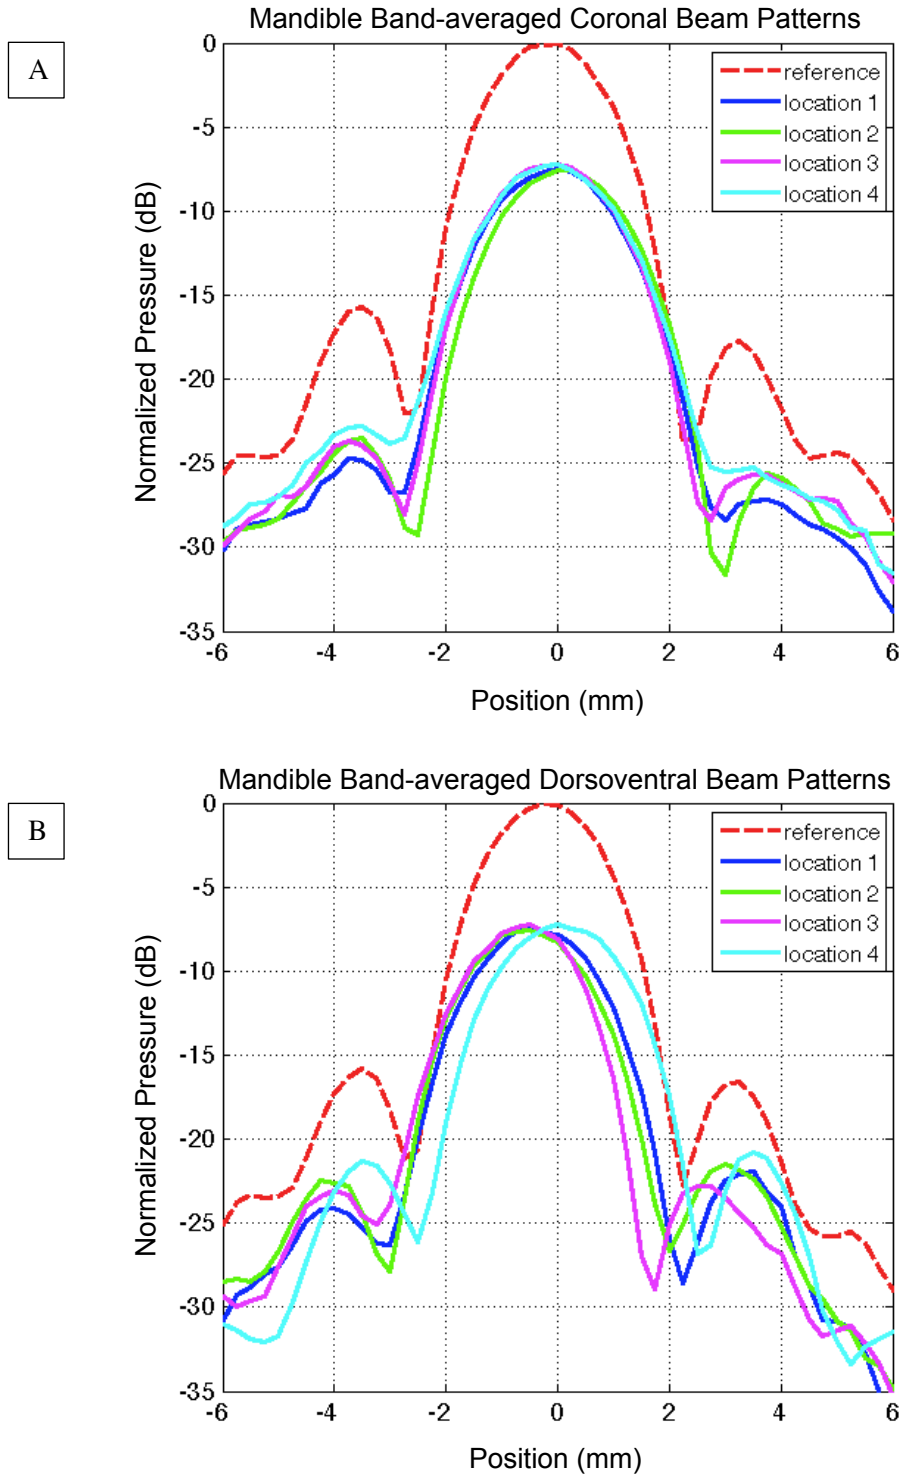 Mandible Band-averaged Coronal Beam Patterns
A
0
-5
-10
-15
-20
-25
-30
-35
Normalized Pressure (dB)
reference
location 1
location 2
location 3
location 4
-6
-4
-2
0
2
4
6
Position (mm)
Mandible Band-averaged Dorsoventral Beam Patterns
B
0
-5
-10
-15
-20
-25
-30
-35
Normalized Pressure (dB)
reference
location 1
location 2
location 3
location 4
-6
-4
-2
0
2
4
6
Position (mm)